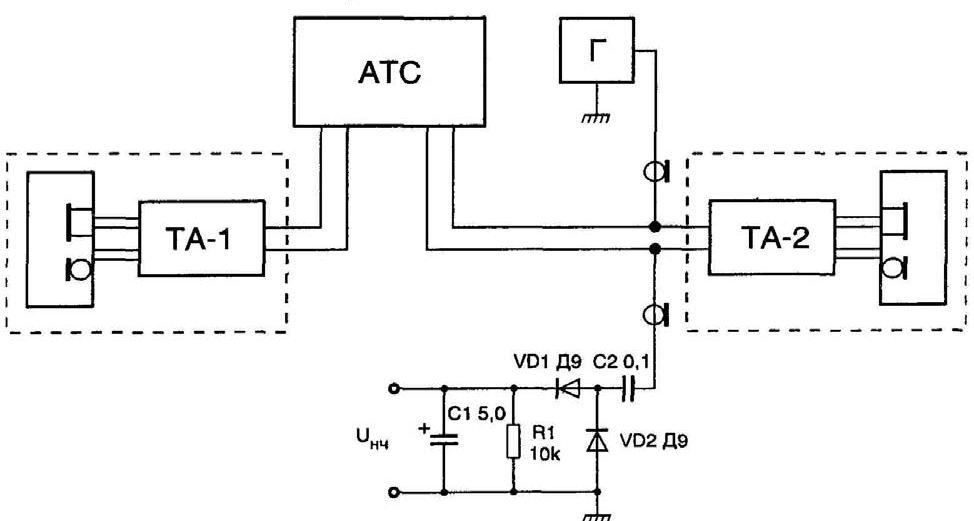 АТС
Г
ТА-1
ТА-2
VD1 Д9 C2 0,1
C1 5,0
+
Uнч
R1
10k
VD2 Д9